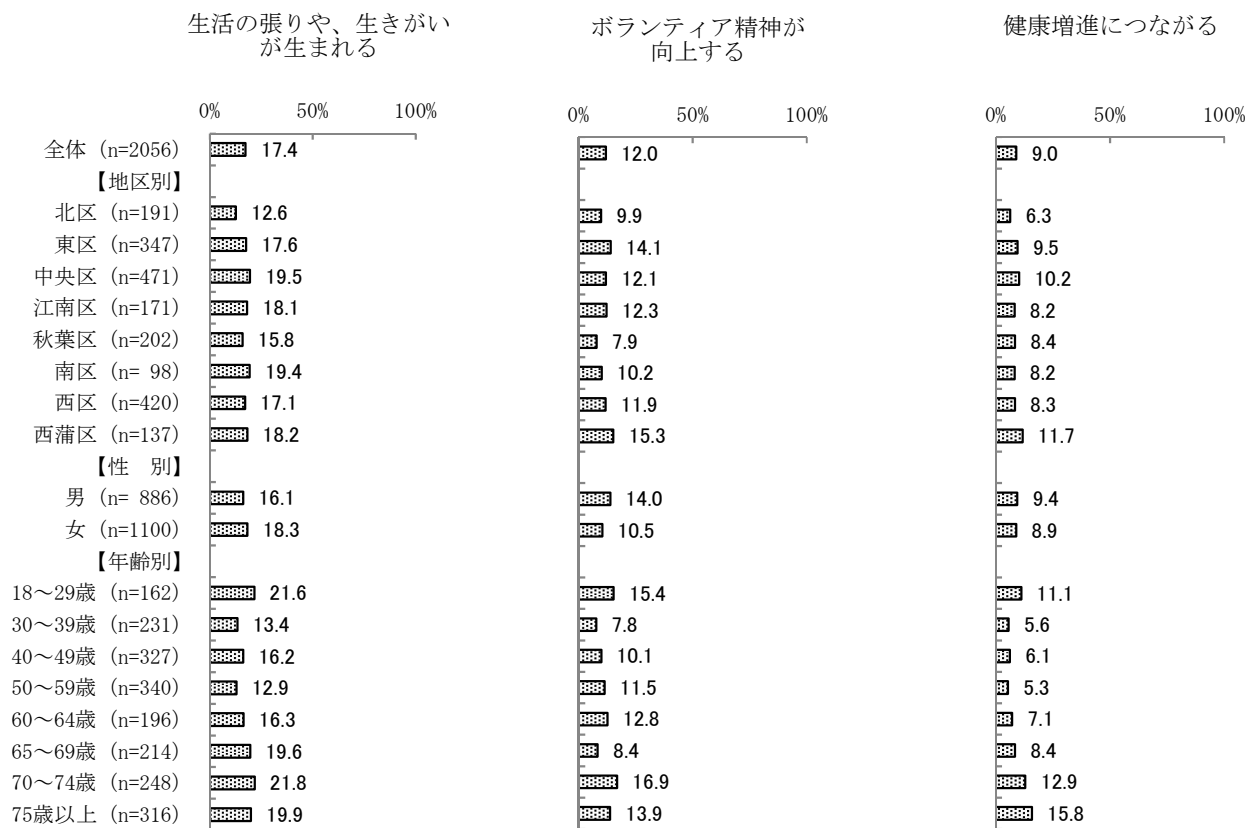 生活の張りや、生きがい
が生まれる
ボランティア精神が
向上する
健康増進につながる
0% 50% 100% 0% 50% 100% 0% 50% 100%
全体 (n=2056) 17.4 12.0 9.0
【地区別】
北区 (n=191) 12.6 9.9 6.3
東区 (n=347) 17.6 14.1 9.5
中央区 (n=471) 19.5 12.1 10.2
江南区 (n=171) 18.1 12.3 8.2
秋葉区 (n=202) 15.8 7.9 8.4
南区 (n= 98) 19.4 10.2 8.2
西区 (n=420) 17.1 11.9 8.3
西蒲区 (n=137) 18.2 15.3 11.7
【性　別】
男 (n= 886) 16.1 14.0 9.4
女 (n=1100) 18.3 10.5 8.9
【年齢別】
18～29歳 (n=162) 21.6 15.4 11.1
30～39歳 (n=231) 13.4 7.8 5.6
40～49歳 (n=327) 16.2 10.1 6.1
50～59歳 (n=340) 12.9 11.5 5.3
60～64歳 (n=196) 16.3 12.8 7.1
65～69歳 (n=214) 19.6 8.4 8.4
70～74歳 (n=248) 21.8 16.9 12.9
75歳以上 (n=316) 19.9 13.9 15.8